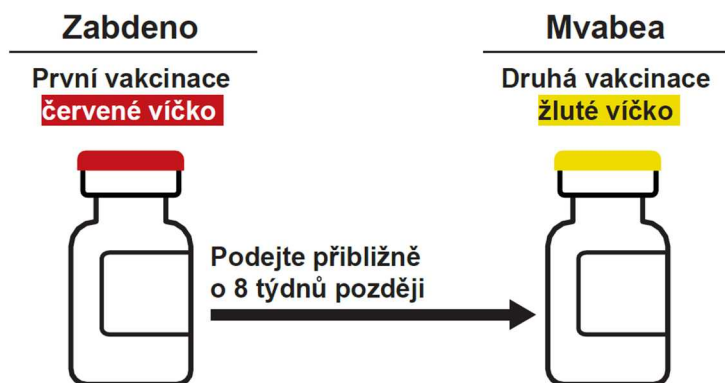 Zabdeno
První vakcinace
červené víčko
Mvabea
Druhá vakcinace
žluté víčko
Podejte přibližně
o 8 týdnů později